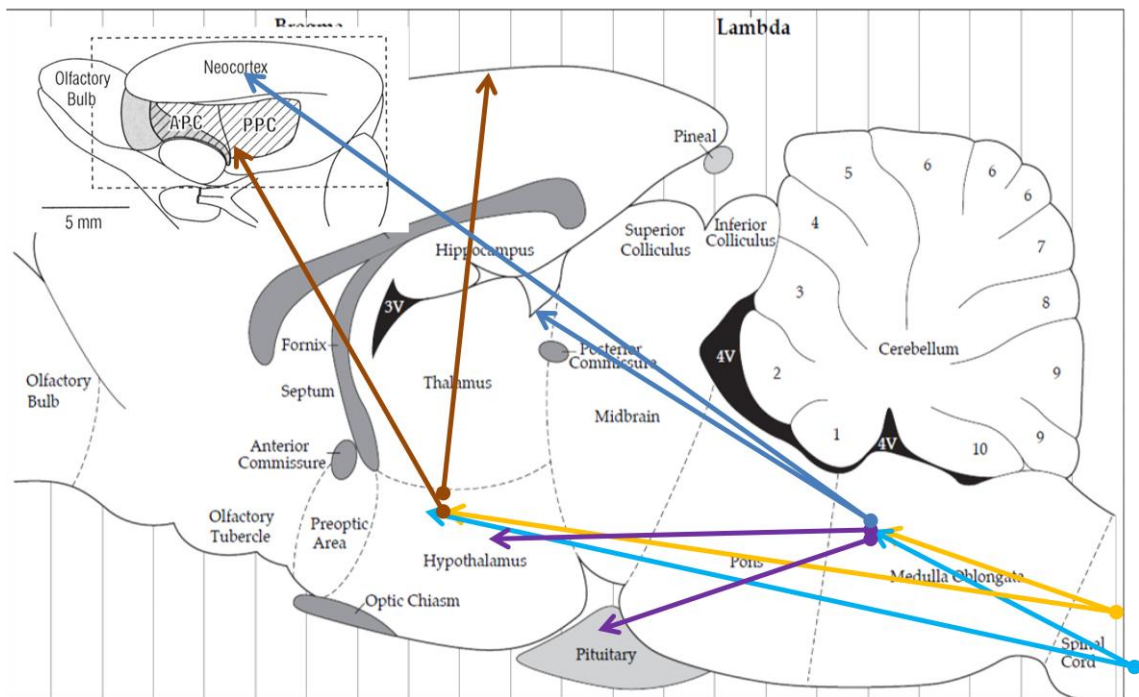 Bregma
Lambda
Neocortex
Olfactory
Bulb
APC
PPC
5 mm
Pineal
5
6
6
6
4
7
3
8
Superior
Colliculus
Inferior
Colliculus
Hippocampus
3V
4V
Cerebellum
Fornix
Posterior
Commissure
2
9
Olfactory
Bulb
Septum
Thalamus
Midbrain
1
4V
10
9
Anterior
Commissure
Olfactory
Tubercle
Preoptic
Area
Hypothalamus
Pons
Medulla Oblongata
Optic Chiasm
Pituitary
Spinal
Cord